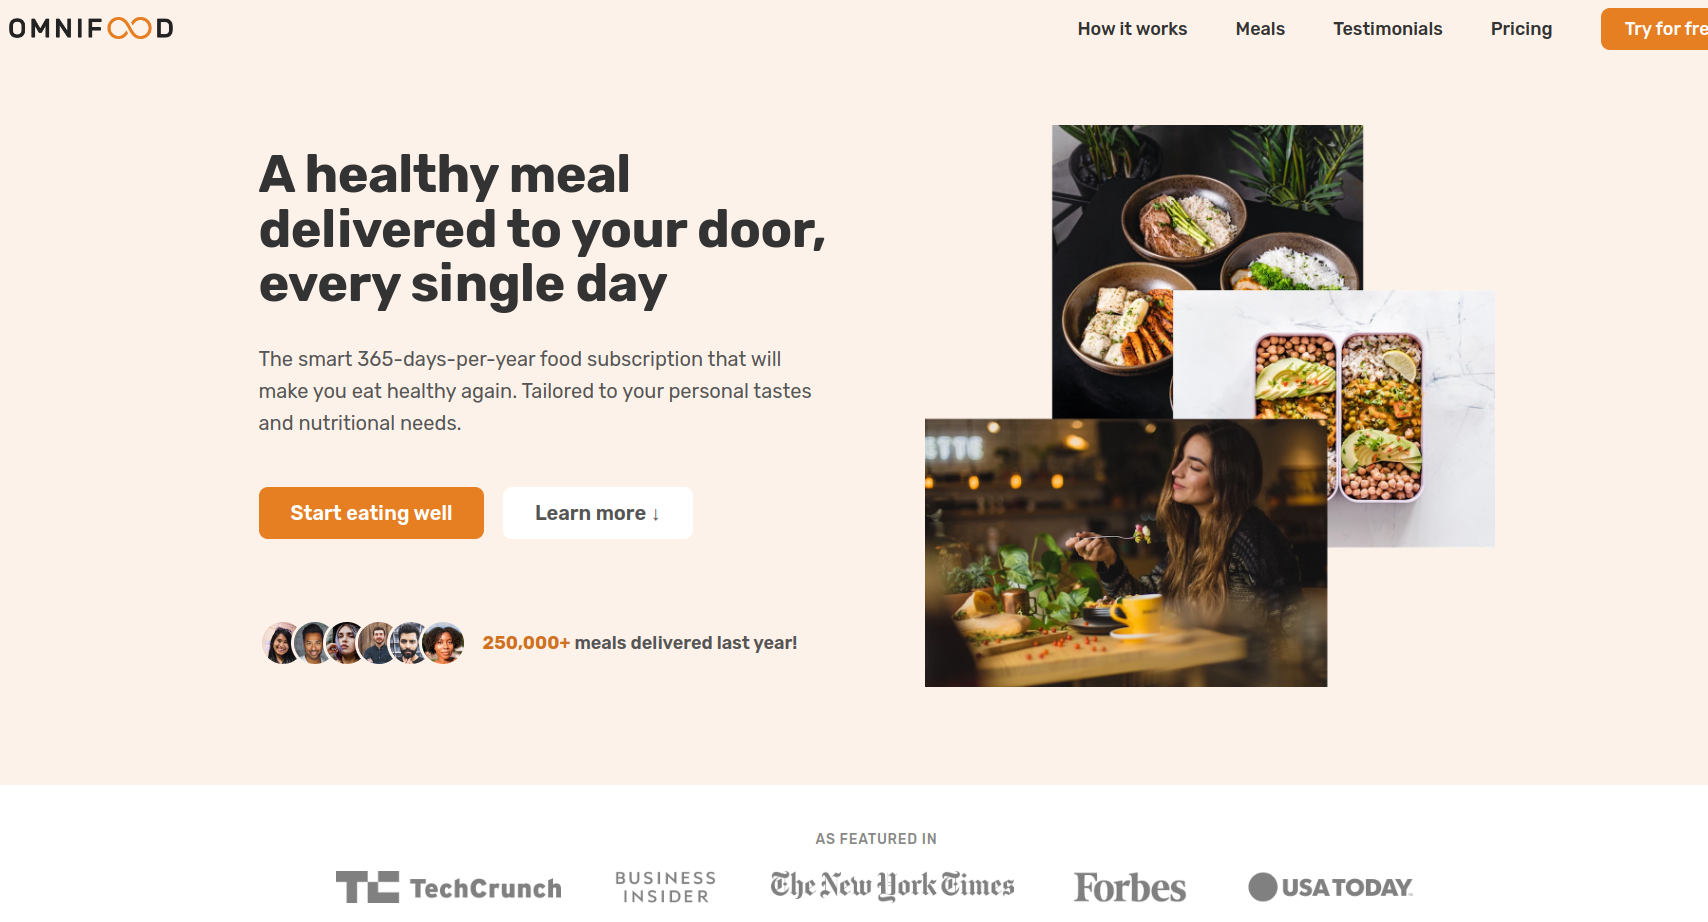 OMNIFOOD
How it works
Meals
Testimonials
Pricing
Try for fre
A healthy meal
delivered to your door,
every single day
The smart 365-days-per-year food subscription that will
make you eat healthy again. Tailored to your personal tastes
and nutritional needs.
Start eating well
Learn more ↓
250,000+ meals delivered last year!
AS FEATURED IN
TechCrunch
BUSINESS
INSIDER
The New York Times
Forbes
USA TODAY